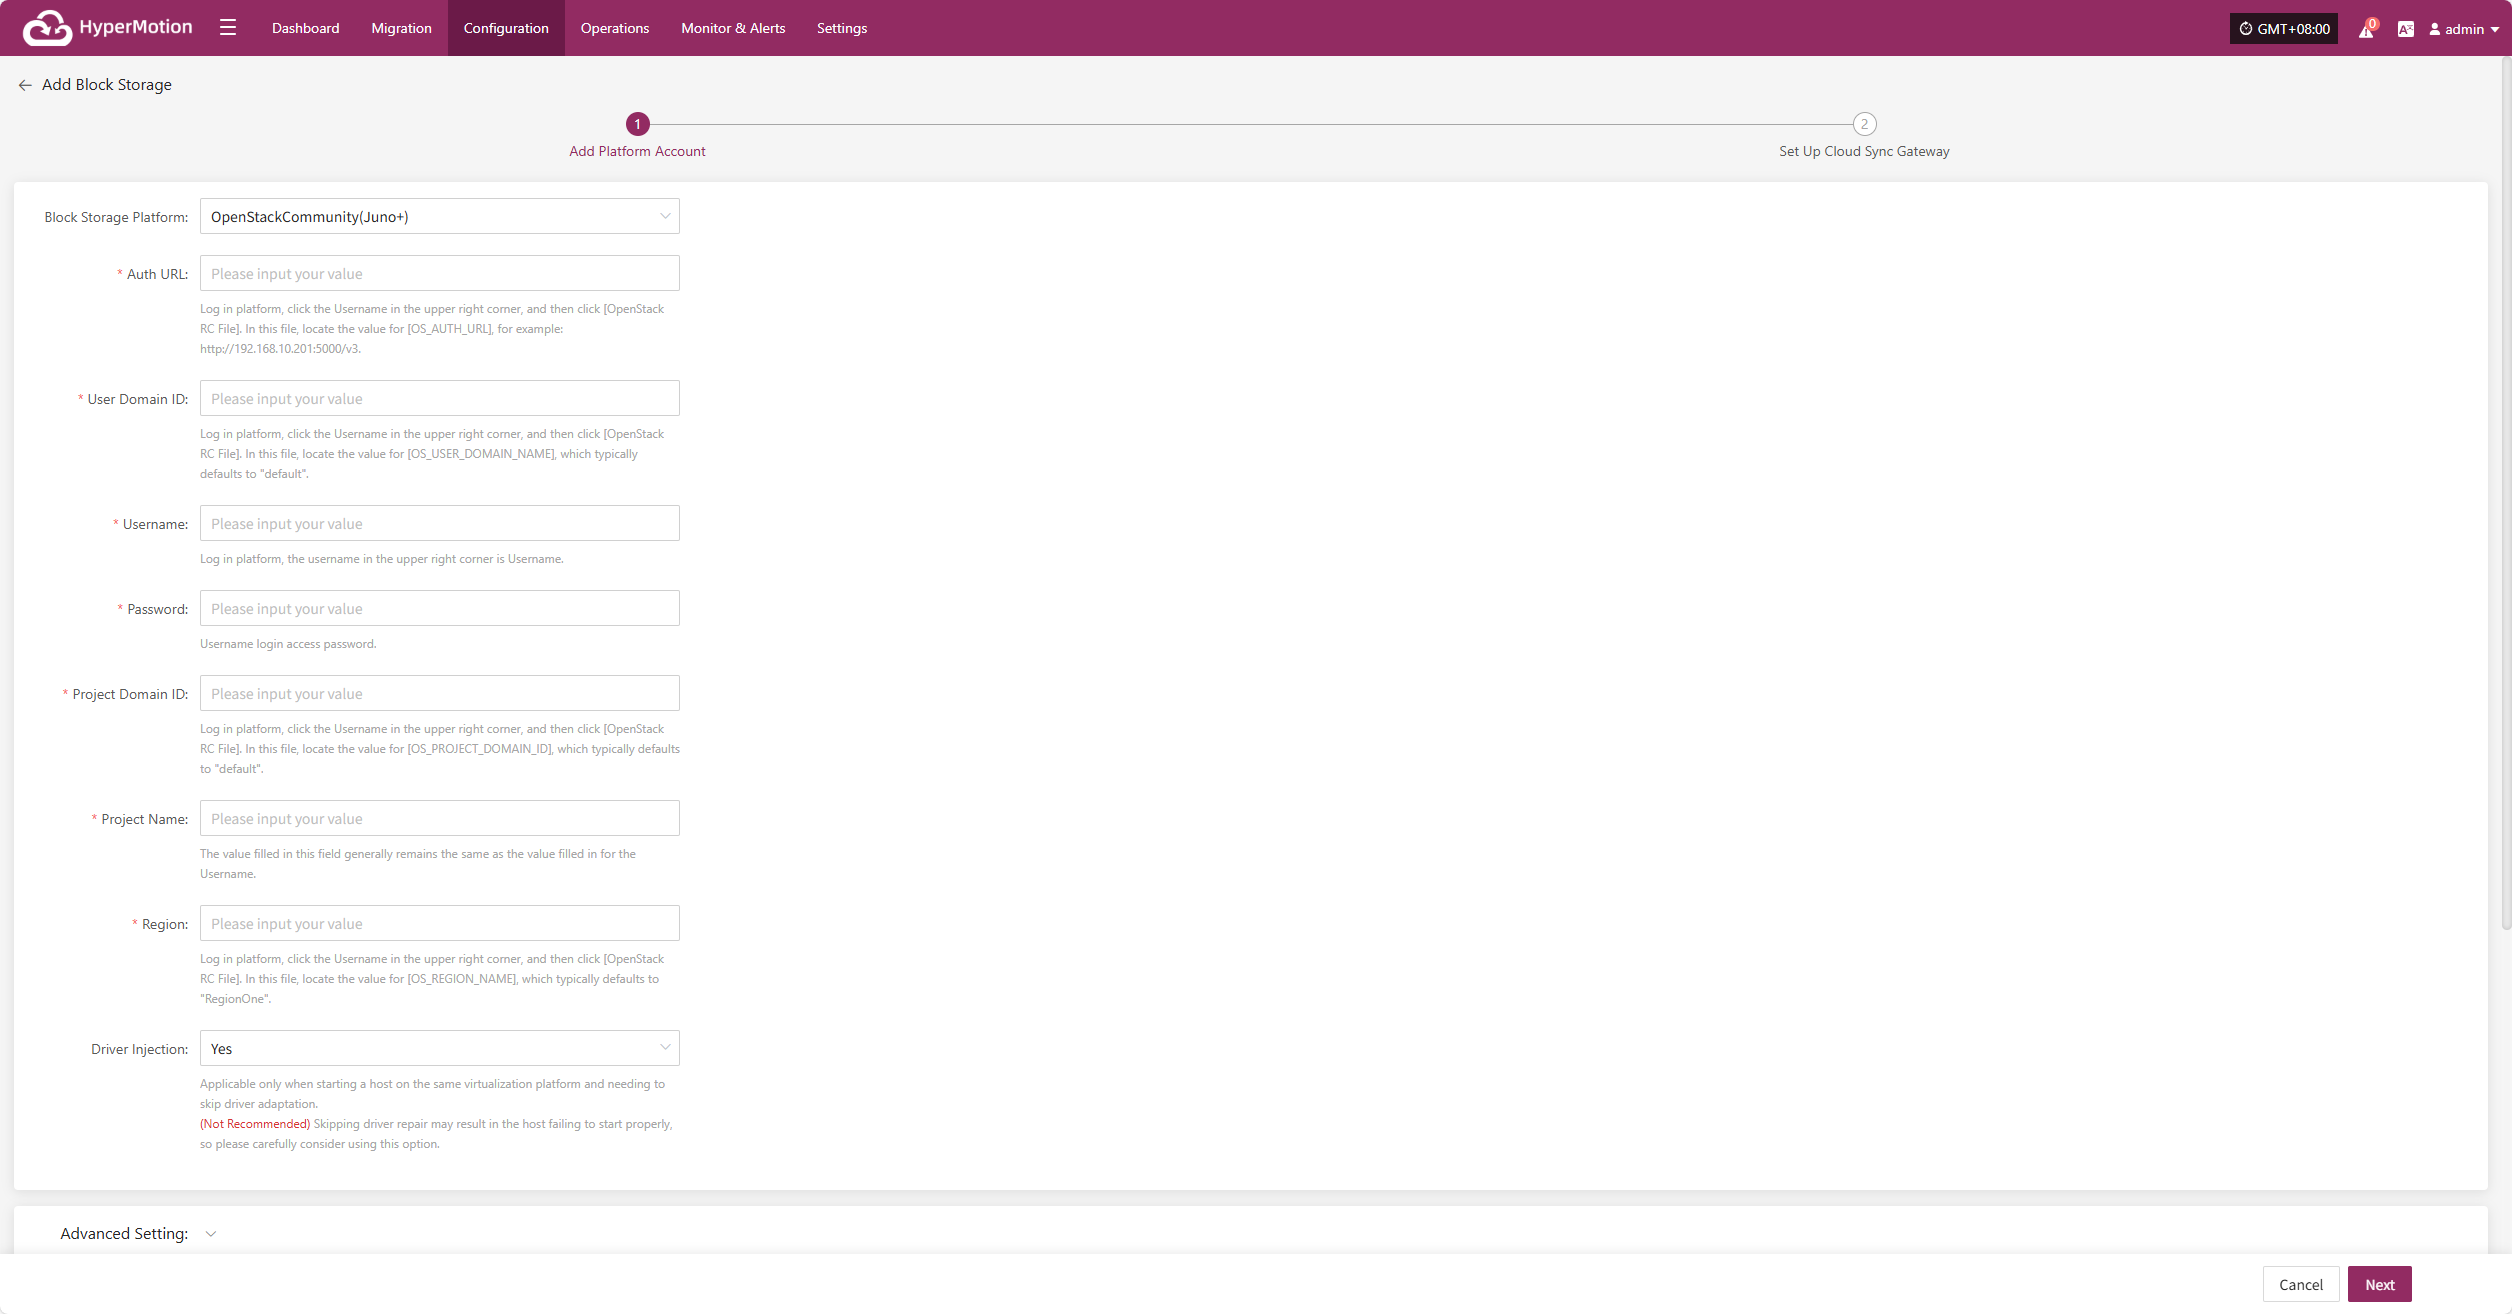 HyperMotion
Dashboard
Migration
Configuration
Operations
Monitor & Alerts
Settings
GMT+08:00
0
A
admin
Add Block Storage
1
2
Add Platform Account
Set Up Cloud Sync Gateway
Block Storage Platform:
OpenStackCommunity(Juno+)
* Auth URL:
Please input your value
Log in platform, click the Username in the upper right corner, and then click [OpenStack
RC File]. In this file, locate the value for [OS_AUTH_URL], for example:
http://192.168.10.201:5000/v3.
* User Domain ID:
Please input your value
Log in platform, click the Username in the upper right corner, and then click [OpenStack
RC File]. In this file, locate the value for [OS_USER_DOMAIN_NAME], which typically
defaults to "default".
* Username:
Please input your value
Log in platform, the username in the upper right corner is Username.
* Password:
Please input your value
Username login access password.
* Project Domain ID:
Please input your value
Log in platform, click the Username in the upper right corner, and then click [OpenStack
RC File]. In this file, locate the value for [OS_PROJECT_DOMAIN_ID], which typically defaults
to "default".
* Project Name:
Please input your value
The value filled in this field generally remains the same as the value filled in for the
Username.
* Region:
Please input your value
Log in platform, click the Username in the upper right corner, and then click [OpenStack
RC File]. In this file, locate the value for [OS_REGION_NAME], which typically defaults to
"RegionOne".
Driver Injection:
Yes
Applicable only when starting a host on the same virtualization platform and needing to
skip driver adaptation.
(Not Recommended) Skipping driver repair may result in the host failing to start properly,
so please carefully consider using this option.
Advanced Setting:
Cancel
Next